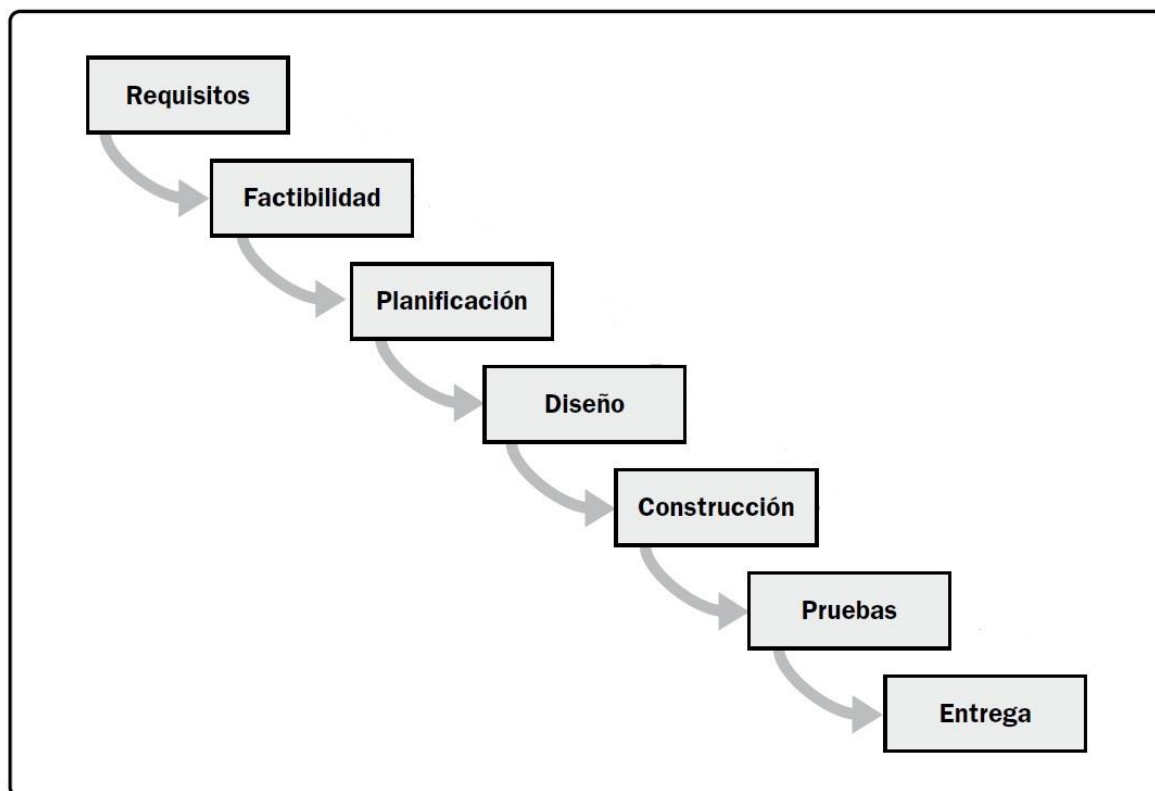 Requisitos
Factibilidad
Planificación
Diseño
Construcción
Pruebas
Entrega